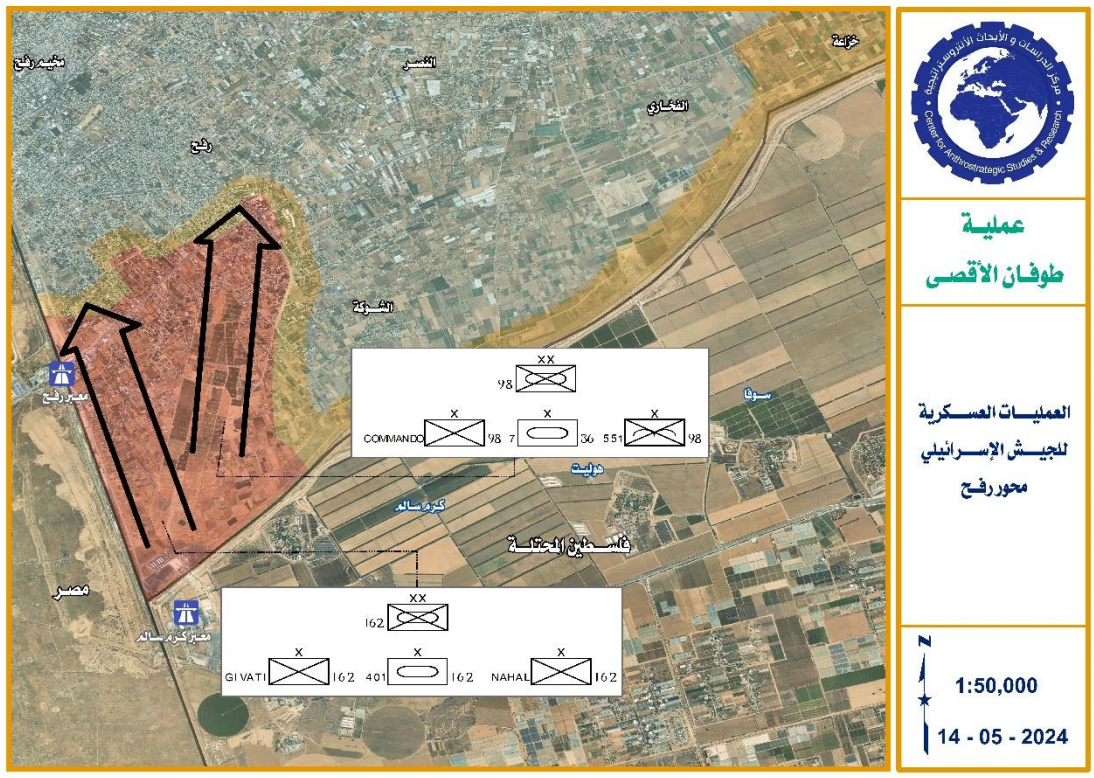 خزاعة
مخيم رفح
النصر
الفخاري
رفح
الشوكة
معبر رفح
XX
98
X
COMMANDO 98
X
7 36
X
551 98
سوفا
هوليت
كرم سالم
فلسطين المحتلة
مصر
معبر كرم سالم
XX
162
X
GIVATI 162
X
401 162
X
NAHAL 162
مركز الدراسات و الأبحاث الأنتروستراتيجية
Center for Anthrostrategic Studies & Research
عملية
طوفان الأقصى
العمليات العسكرية
للجيش الإسرائيلي
محور رفح
N
1:50,000
14 - 05 - 2024